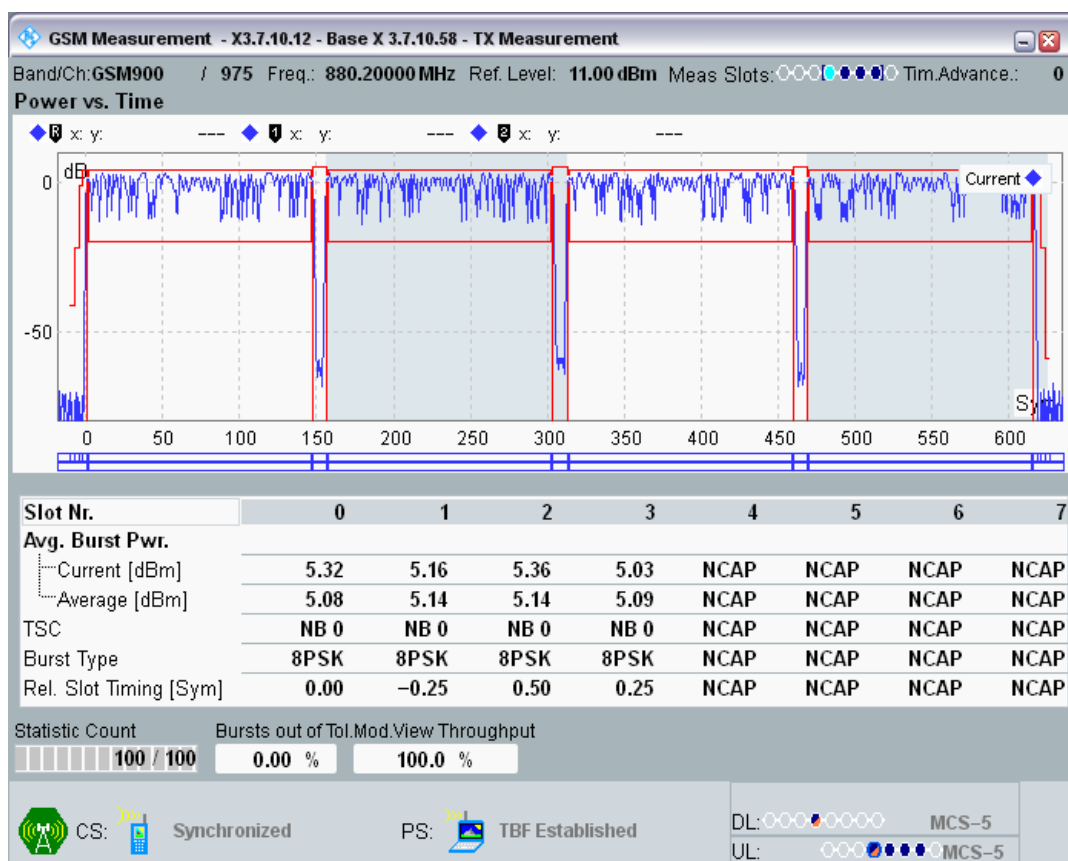 GSM Measurement - X3.7.10.12 - Base X 3.7.10.58 - TX Measurement
Band/Ch:GSM900 / 975 Freq.: 880.20000 MHz Ref. Level: 11.00 dBm Meas Slots: Tim.Advance.: 0
Power vs. Time
R x: y: --- 1 x: y: --- 2 x: y: ---
dB
0
Current
-50
0 50 100 150 200 250 300 350 400 450 500 550 600
Slot Nr. 0 1 2 3 4 5 6 7
Avg. Burst Pwr.
Current [dBm] 5.32 5.16 5.36 5.03 NCAP NCAP NCAP NCAP
Average [dBm] 5.08 5.14 5.14 5.09 NCAP NCAP NCAP NCAP
TSC NB 0 NB 0 NB 0 NB 0 NCAP NCAP NCAP NCAP
Burst Type 8PSK 8PSK 8PSK 8PSK NCAP NCAP NCAP NCAP
Rel. Slot Timing [Sym] 0.00 −0.25 0.50 0.25 NCAP NCAP NCAP NCAP
Statistic Count Bursts out of Tol.Mod.View Throughput
100 / 100 0.00 % 100.0 %
CS: Synchronized PS: TBF Established
DL: MCS−5
UL: MCS−5